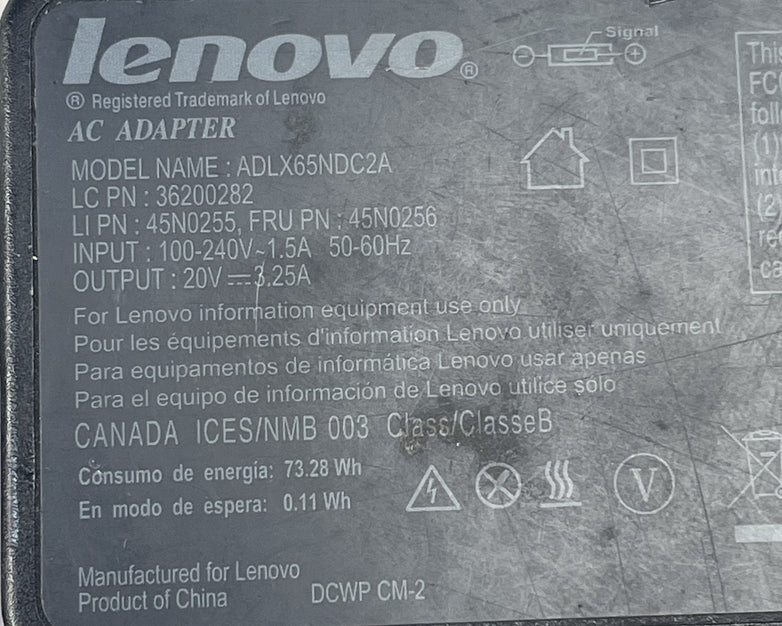 lenovo®
Signal
® Registered Trademark of Lenovo
AC ADAPTER
MODEL NAME : ADLX65NDC2A
LC PN : 36200282
LI PN : 45N0255, FRU PN : 45N0256
INPUT : 100-240V~1.5A 50-60Hz
OUTPUT : 20V⎓3.25A
For Lenovo information equipment use only
Pour les équipements d'information Lenovo utiliser uniquement
Para equipamentos de informática Lenovo usar apenas
Para el equipo de información de Lenovo utilice sólo
CANADA ICES/NMB 003 Class/ClasseB
Consumo de energía: 73.28 Wh
En modo de espera: 0.11 Wh
V
Manufactured for Lenovo
Product of China
DCWP CM-2
FC
(1)
(2